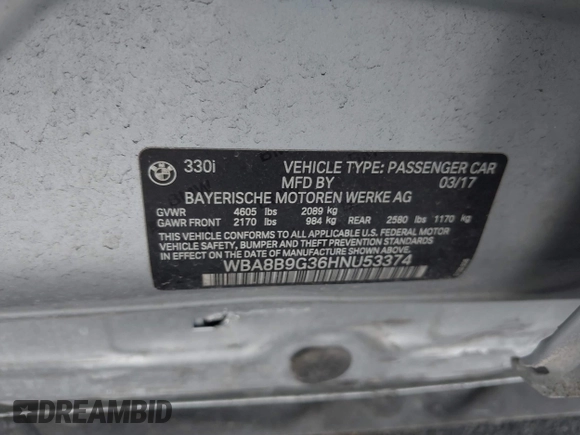 330i VEHICLE TYPE: PASSENGER CAR
MFD BY 03/17
BAYERISCHE MOTOREN WERKE AG
GVWR 4605 lbs 2089 kg
GAWR FRONT 2170 lbs 984 kg REAR 2580 lbs 1170 kg
THIS VEHICLE CONFORMS TO ALL APPLICABLE U.S. FEDERAL MOTOR
VEHICLE SAFETY, BUMPER AND THEFT PREVENTION STANDARDS
IN EFFECT ON THE DATE OF MANUFACTURE SHOWN ABOVE.
WBA8B9G36HNU53374
DREAMBID